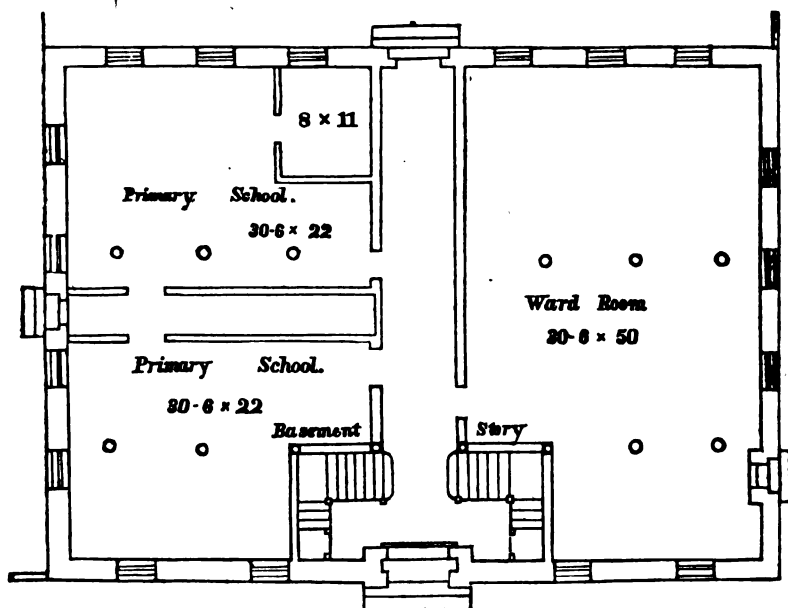 8 × 11
Primary School.
30-6 × 22
Ward Room
30-6 × 50
Primary School.
30-6 × 22
Basement Story